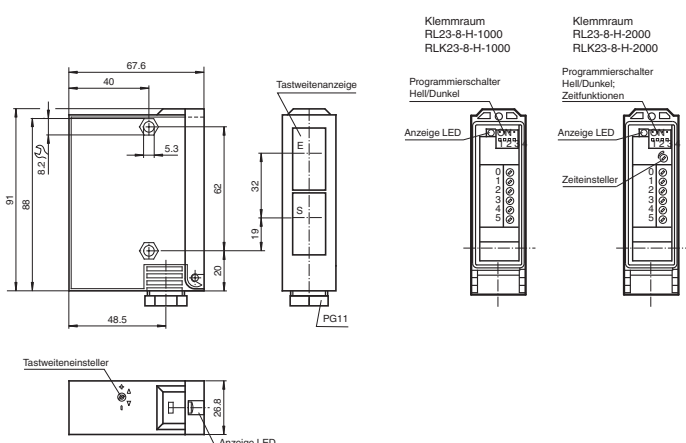 Klemmraum
RL23-8-H-1000
RLK23-8-H-1000
Klemmraum
RL23-8-H-2000
RLK23-8-H-2000
67.6
40
Tastweitenanzeige
Programmierschalter
Hell/Dunkel
Programmierschalter
Hell/Dunkel;
Zeitfunktionen
Anzeige LED
Anzeige LED
Zeiteinsteller
E
S
5.3
8.2
91
88
62
32
19
20
48.5
PG11
0
1
2
3
4
5
0
1
2
3
4
5
Tastweiteneinsteller
26.8
Anzeige LED